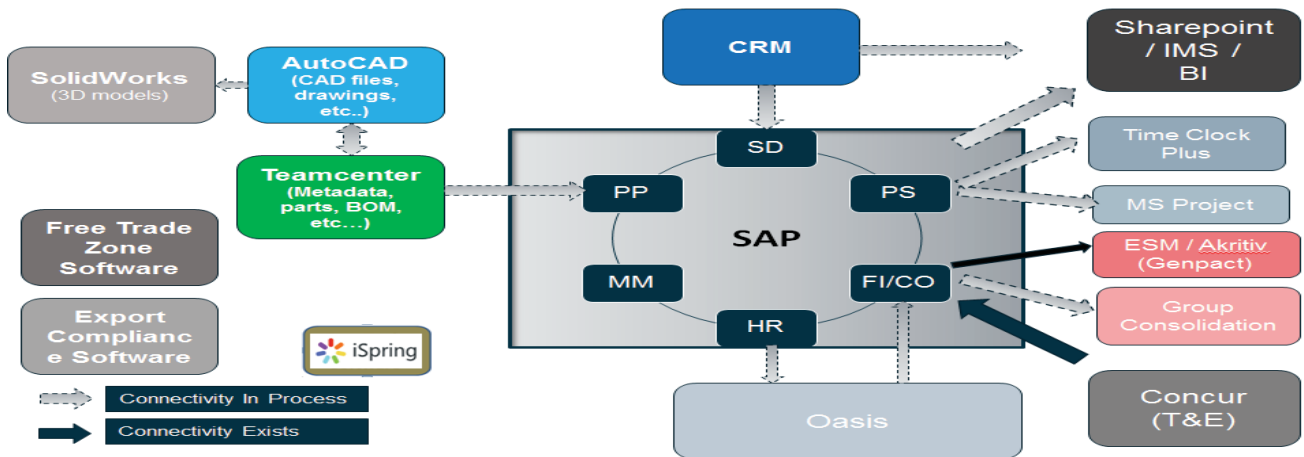 SolidWorks
(3D models)
AutoCAD
(CAD files,
drawings,
etc..)
CRM
Sharepoint
/ IMS /
BI
Teamcenter
(Metadata,
parts, BOM,
etc...)
SD
PP
PS
SAP
MM
FI/CO
HR
Time Clock
Plus
MS Project
ESM / Akritiv
(Genpact)
Group
Consolidation
Free Trade
Zone
Software
Export
Complianc
e Software
iSpring
Connectivity In Process
Connectivity Exists
Oasis
Concur
(T&E)